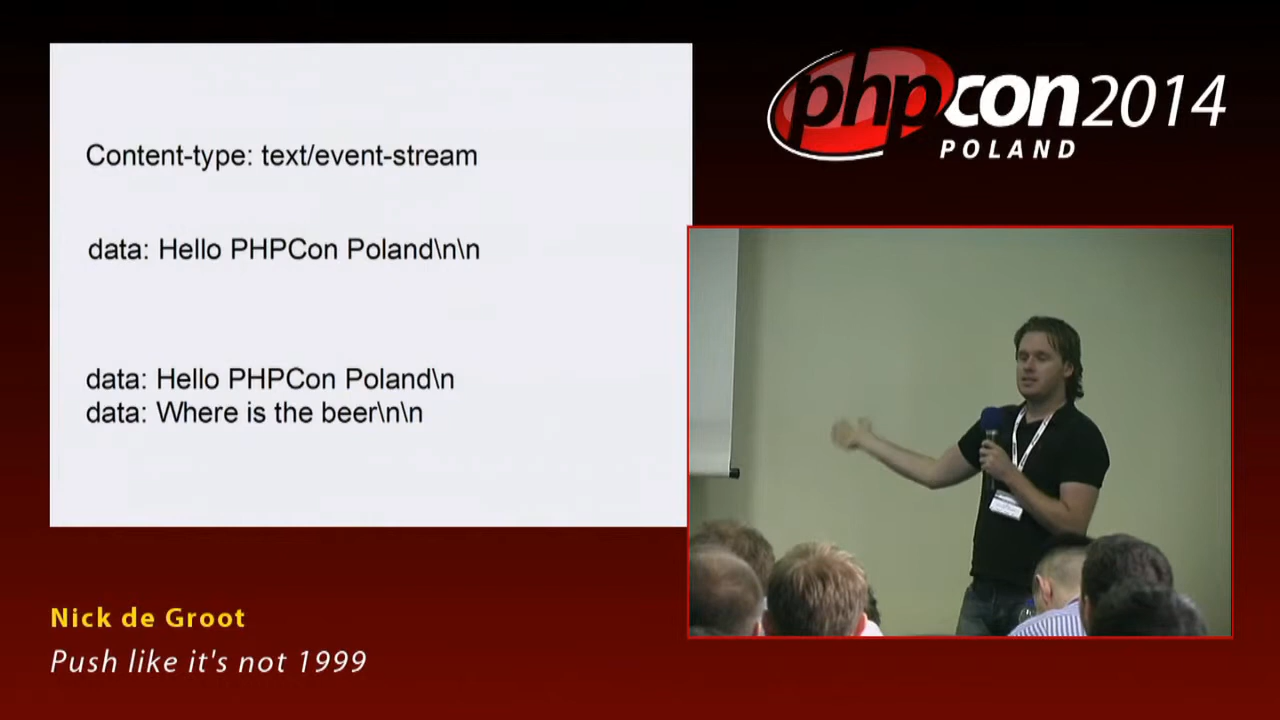 Content-type: text/event-stream
data: Hello PHPCon Poland\n\n
data: Hello PHPCon Poland\n
data: Where is the beer\n\n
phpcon2014
POLAND
Nick de Groot
Push like it's not 1999